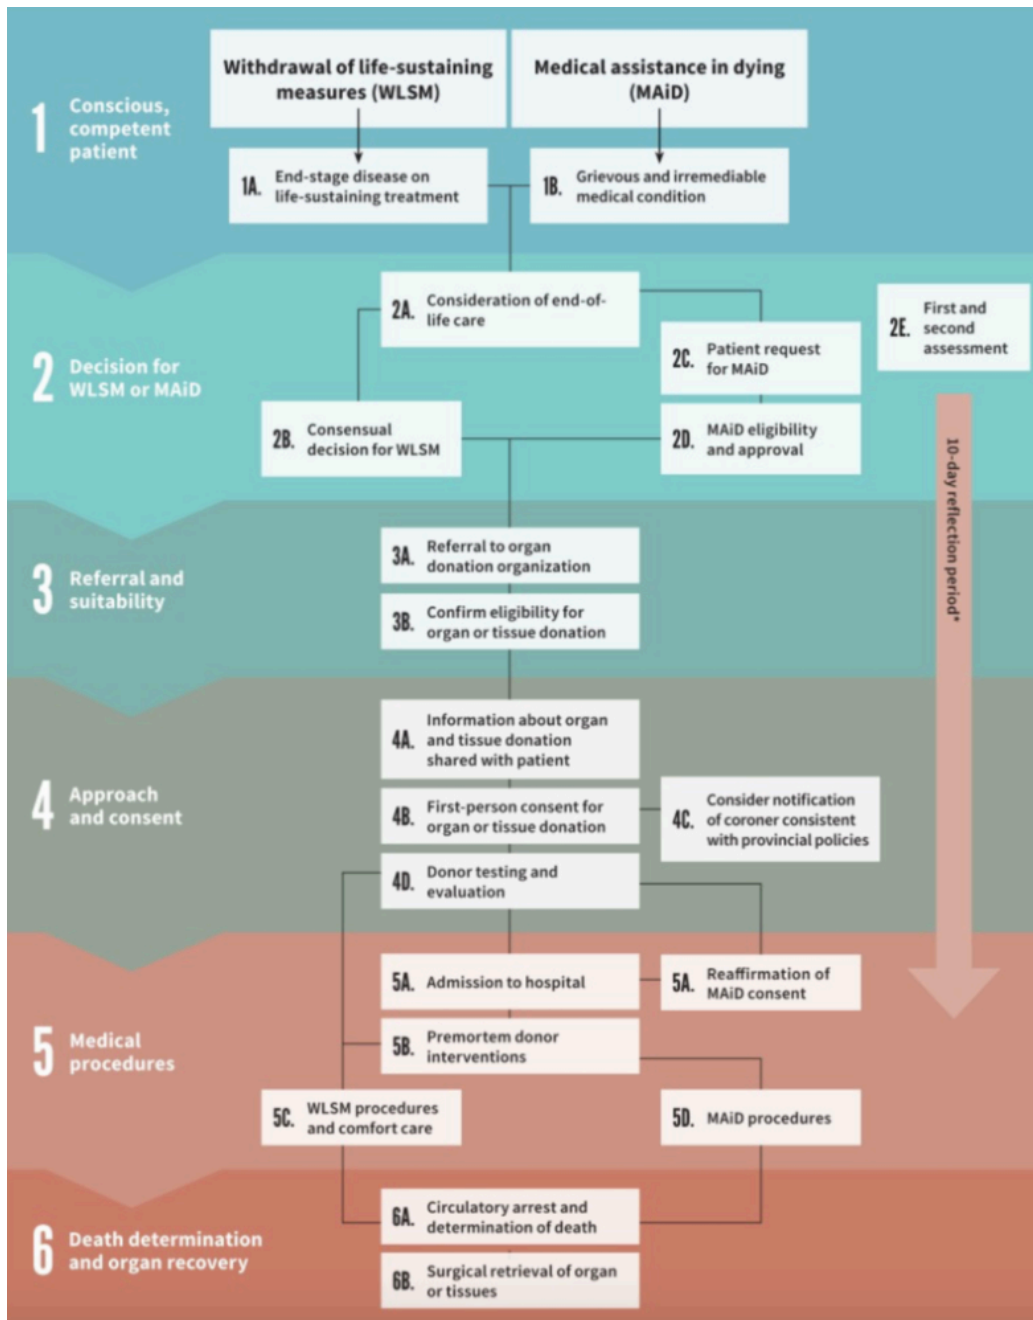 Withdrawal of life-sustaining
measures (WLSM)
Medical assistance in dying
(MAiD)
1 Conscious,
competent
patient
1A. End-stage disease on
life-sustaining treatment
1B. Grievous and irremediable
medical condition
2 Decision for
WLSM or MAiD
2A. Consideration of end-of-
life care
2B. Consensual
decision for WLSM
2C. Patient request
for MAiD
2D. MAiD eligibility
and approval
2E. First and
second
assessment
10-day reflection period*
3 Referral and
suitability
3A. Referral to organ
donation organization
3B. Confirm eligibility for
organ or tissue donation
4 Approach
and consent
4A. Information about organ
and tissue donation
shared with patient
4B. First-person consent for
organ or tissue donation
4C. Consider notification
of coroner consistent
with provincial policies
4D. Donor testing and
evaluation
5 Medical
procedures
5A. Admission to hospital
5A. Reaffirmation of
MAiD consent
5B. Premortem donor
interventions
5C. WLSM procedures
and comfort care
5D. MAiD procedures
6 Death determination
and organ recovery
6A. Circulatory arrest and
determination of death
6B. Surgical retrieval of organ
or tissues